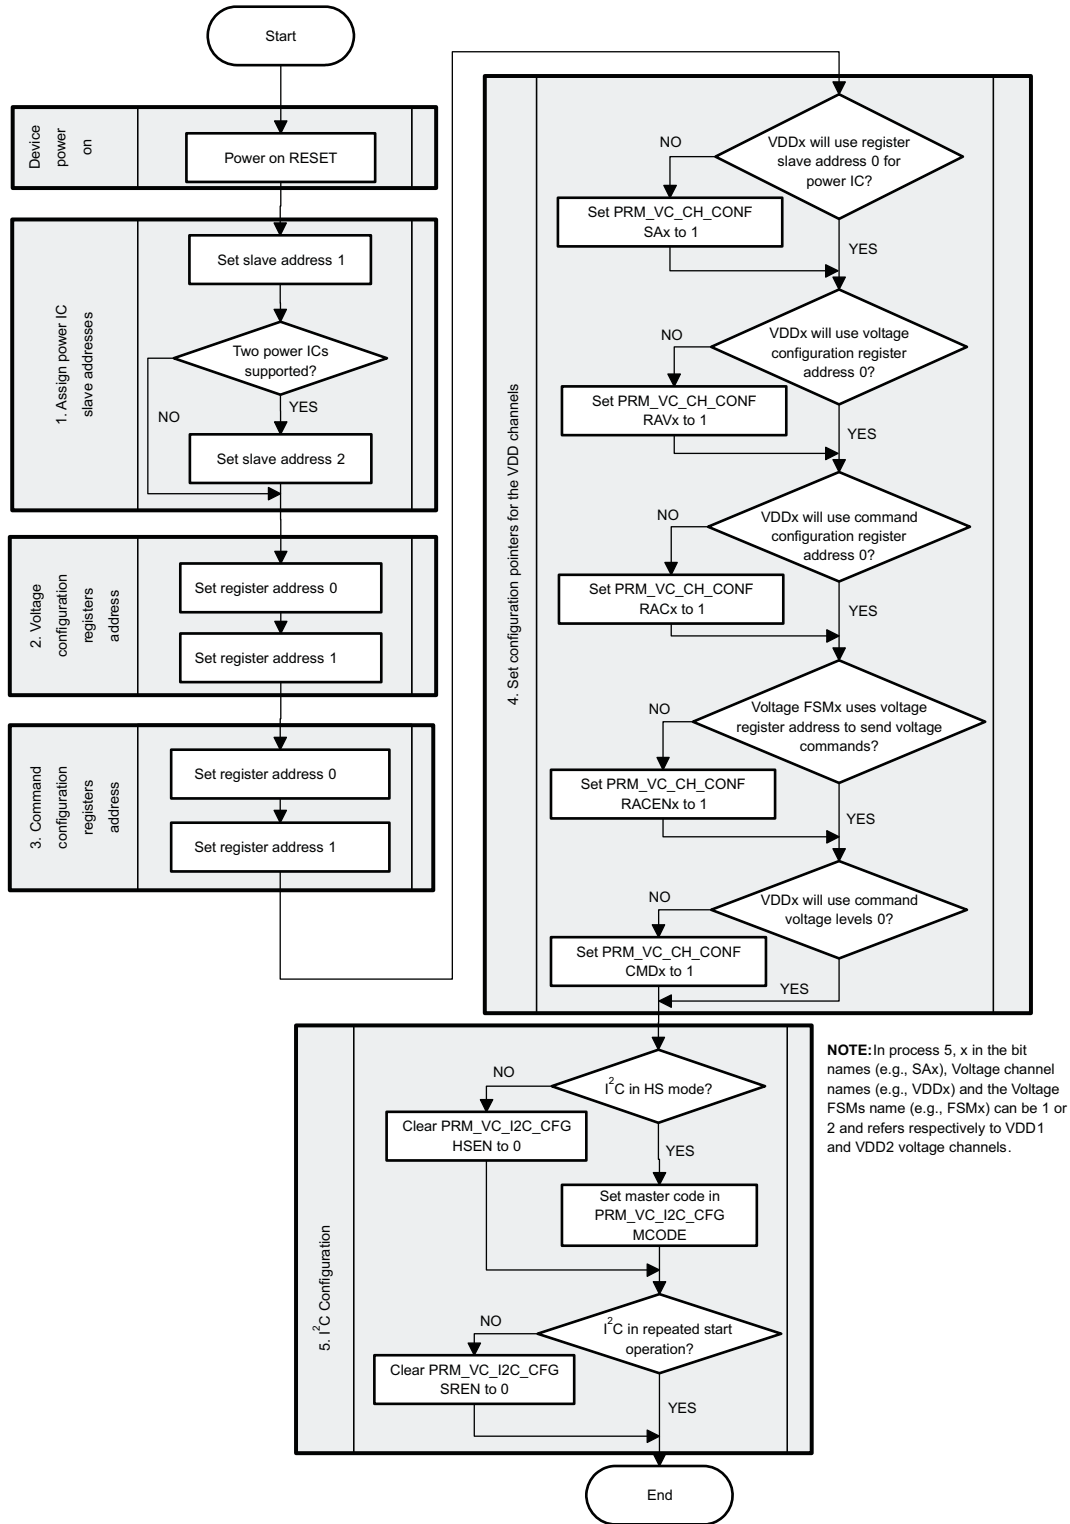 Start
Device
power
on
Power on RESET
1. Assign power IC
slave addresses
Set slave address 1
Two power ICs
supported?
NO
YES
Set slave address 2
2. Voltage
configuration
registers
address
Set register address 0
Set register address 1
3. Command
configuration
registers
address
Set register address 0
Set register address 1
4. Set configuration pointers for the VDD channels
VDDx will use register
slave address 0 for
power IC?
NO
Set PRM_VC_CH_CONF
SAx to 1
YES
VDDx will use voltage
configuration register
address 0?
NO
Set PRM_VC_CH_CONF
RAVx to 1
YES
VDDx will use command
configuration register
address 0?
NO
Set PRM_VC_CH_CONF
RACx to 1
YES
Voltage FSMx uses voltage
register address to send voltage
commands?
NO
Set PRM_VC_CH_CONF
RACENx to 1
YES
VDDx will use command
voltage levels 0?
NO
Set PRM_VC_CH_CONF
CMDx to 1
YES
5. I²C Configuration
I²C in HS mode?
NO
Clear PRM_VC_I2C_CFG
HSEN to 0
YES
Set master code in
PRM_VC_I2C_CFG
MCODE
I²C in repeated start
operation?
NO
Clear PRM_VC_I2C_CFG
SREN to 0
YES
End
NOTE: In process 5, x in the bit
names (e.g., SAx), Voltage channel
names (e.g., VDDx) and the Voltage
FSMs name (e.g., FSMx) can be 1 or
2 and refers respectively to VDD1
and VDD2 voltage channels.